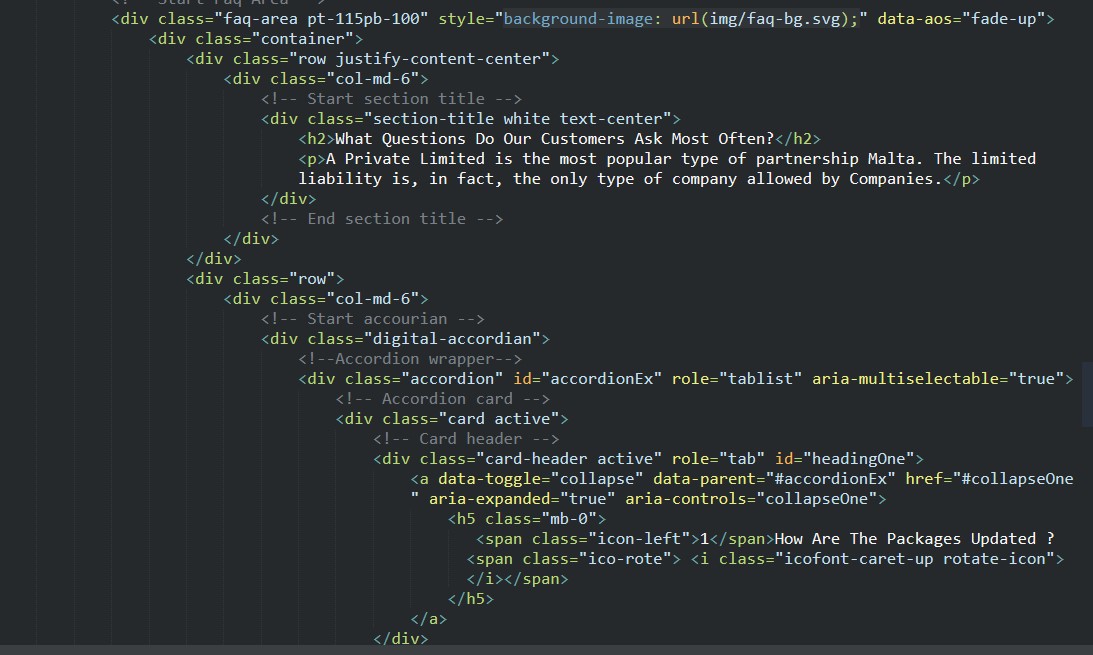 <!-- Start Faq Area -->
<div class="faq-area pt-115pb-100" style="background-image: url(img/faq-bg.svg);" data-aos="fade-up">
<div class="container">
<div class="row justify-content-center">
<div class="col-md-6">
<!-- Start section title -->
<div class="section-title white text-center">
<h2>What Questions Do Our Customers Ask Most Often?</h2>
<p>A Private Limited is the most popular type of partnership Malta. The limited
liability is, in fact, the only type of company allowed by Companies.</p>
</div>
<!-- End section title -->
</div>
</div>
<div class="row">
<div class="col-md-6">
<!-- Start accourian -->
<div class="digital-accordian">
<!--Accordion wrapper-->
<div class="accordion" id="accordionEx" role="tablist" aria-multiselectable="true">
<!-- Accordion card -->
<div class="card active">
<!-- Card header -->
<div class="card-header active" role="tab" id="headingOne">
<a data-toggle="collapse" data-parent="#accordionEx" href="#collapseOne
" aria-expanded="true" aria-controls="collapseOne">
<h5 class="mb-0">
<span class="icon-left">1</span>How Are The Packages Updated ?
<span class="ico-rote"> <i class="icofont-caret-up rotate-icon">
</i></span>
</h5>
</a>
</div>